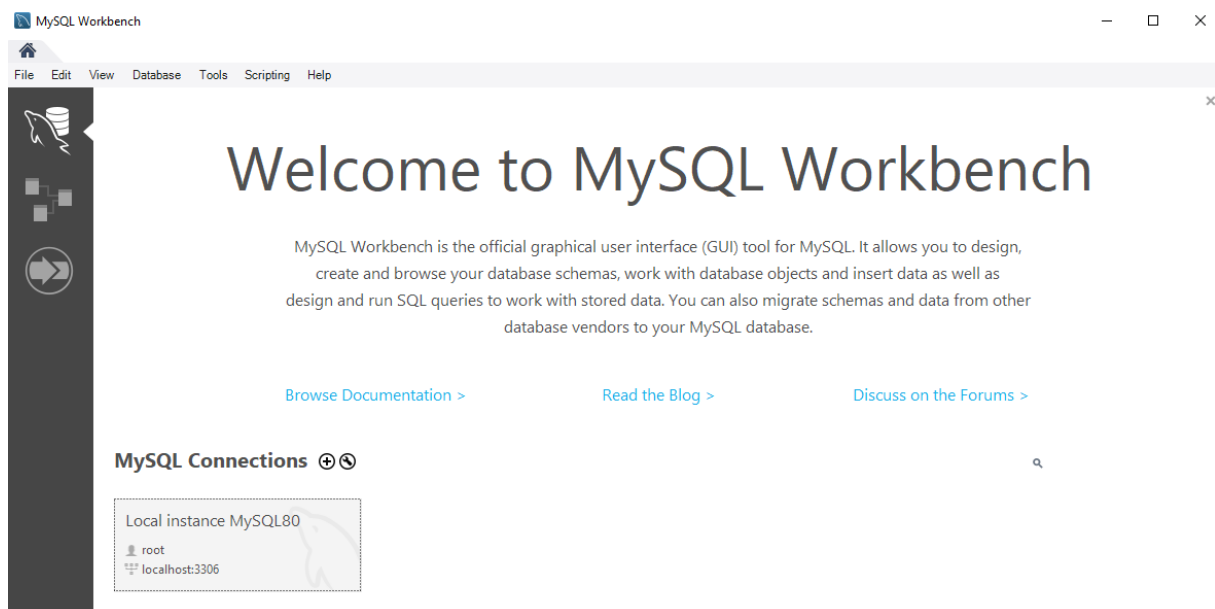 MySQL Workbench
File Edit View Database Tools Scripting Help
Welcome to MySQL Workbench
MySQL Workbench is the official graphical user interface (GUI) tool for MySQL. It allows you to design,
create and browse your database schemas, work with database objects and insert data as well as
design and run SQL queries to work with stored data. You can also migrate schemas and data from other
database vendors to your MySQL database.
Browse Documentation > Read the Blog > Discuss on the Forums >
MySQL Connections
Local instance MySQL80
root
localhost:3306